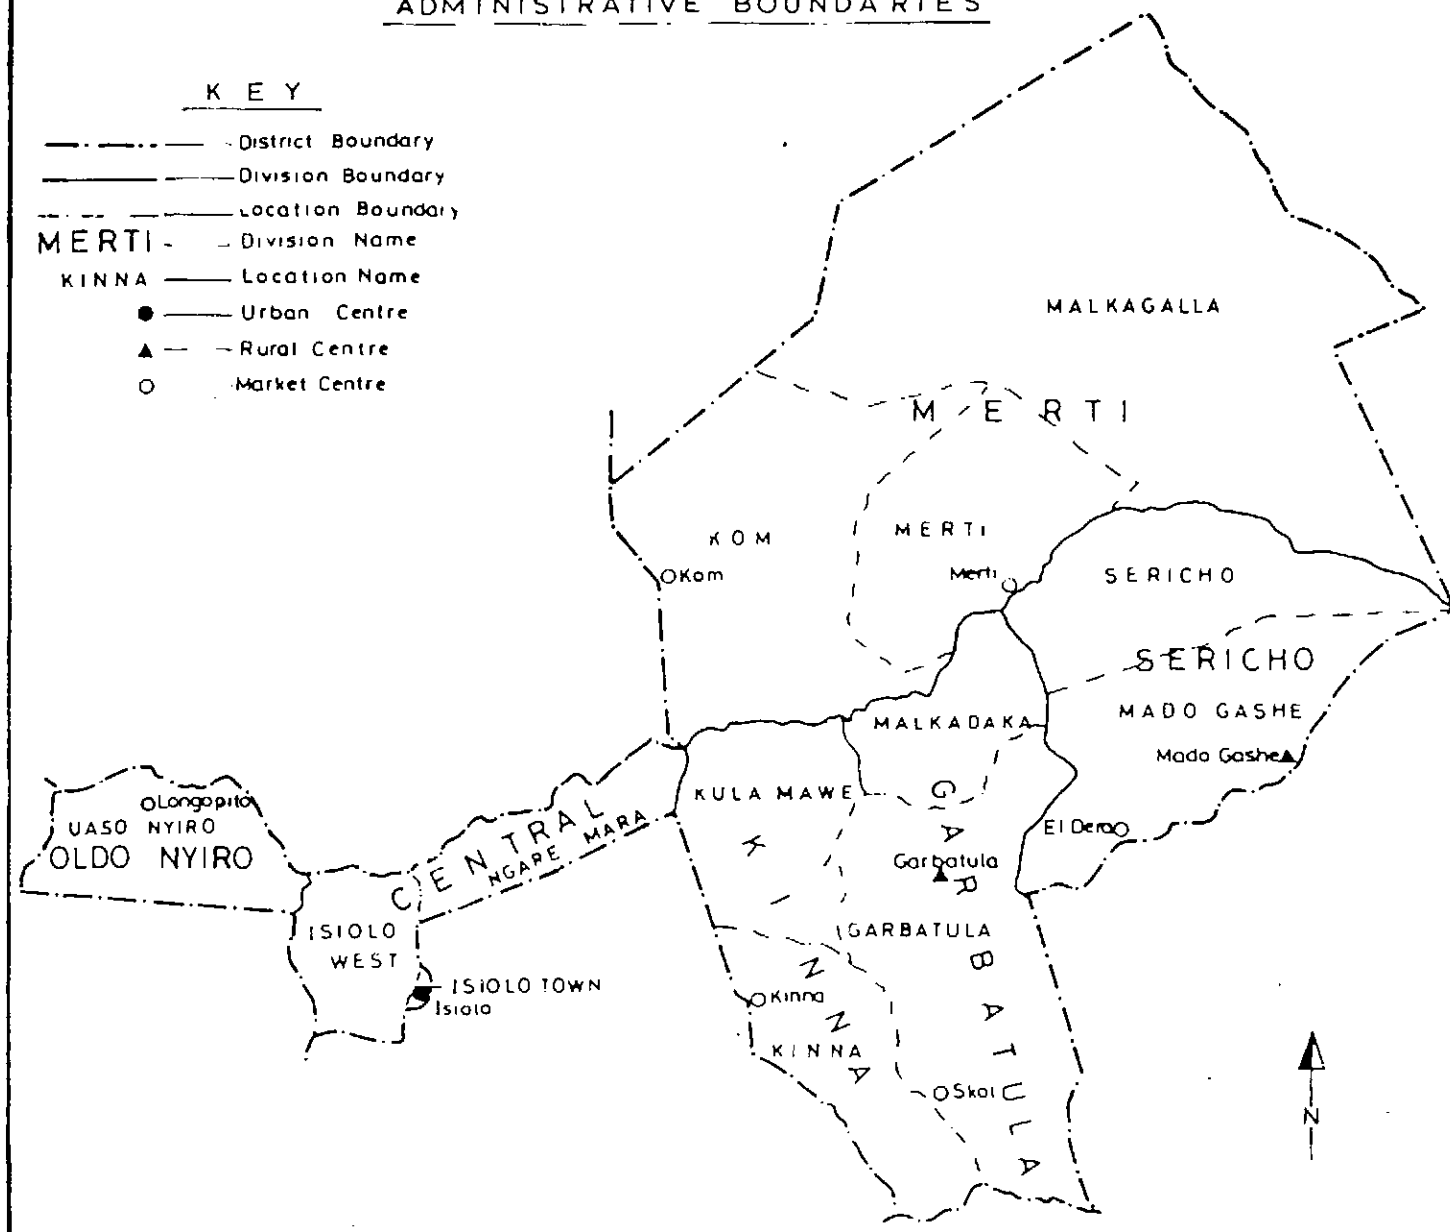 ADMINISTRATIVE BOUNDARIES
KEY
District Boundary
Division Boundary
Location Boundary
MERTI Division Name
KINNA Location Name
Urban Centre
Rural Centre
Market Centre
MALKAGALLA
MERTI
KOM
MERTI
Kom
Merti
SERICHO
SERICHO
MADO GASHE
Mado Gashe
MALKADAKA
KULA MAWE
El Dera
Longopito
UASO NYIRO
OLDO NYIRO
CENTRAL
NGARE MARA
Garbatula
GARBATULA
GARBATULA
ISIOLO
WEST
ISIOLO TOWN
Isiolo
KINNA
Kinna
KINNA
Skot
N